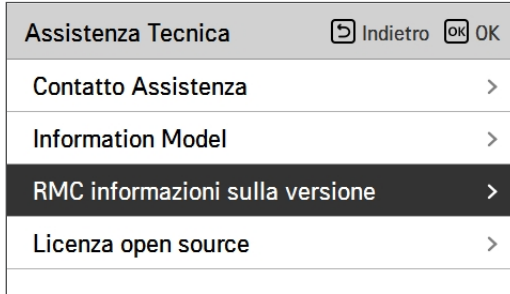 Assistenza Tecnica Indietro OK OK
Contatto Assistenza
Information Model
RMC informazioni sulla versione
Licenza open source